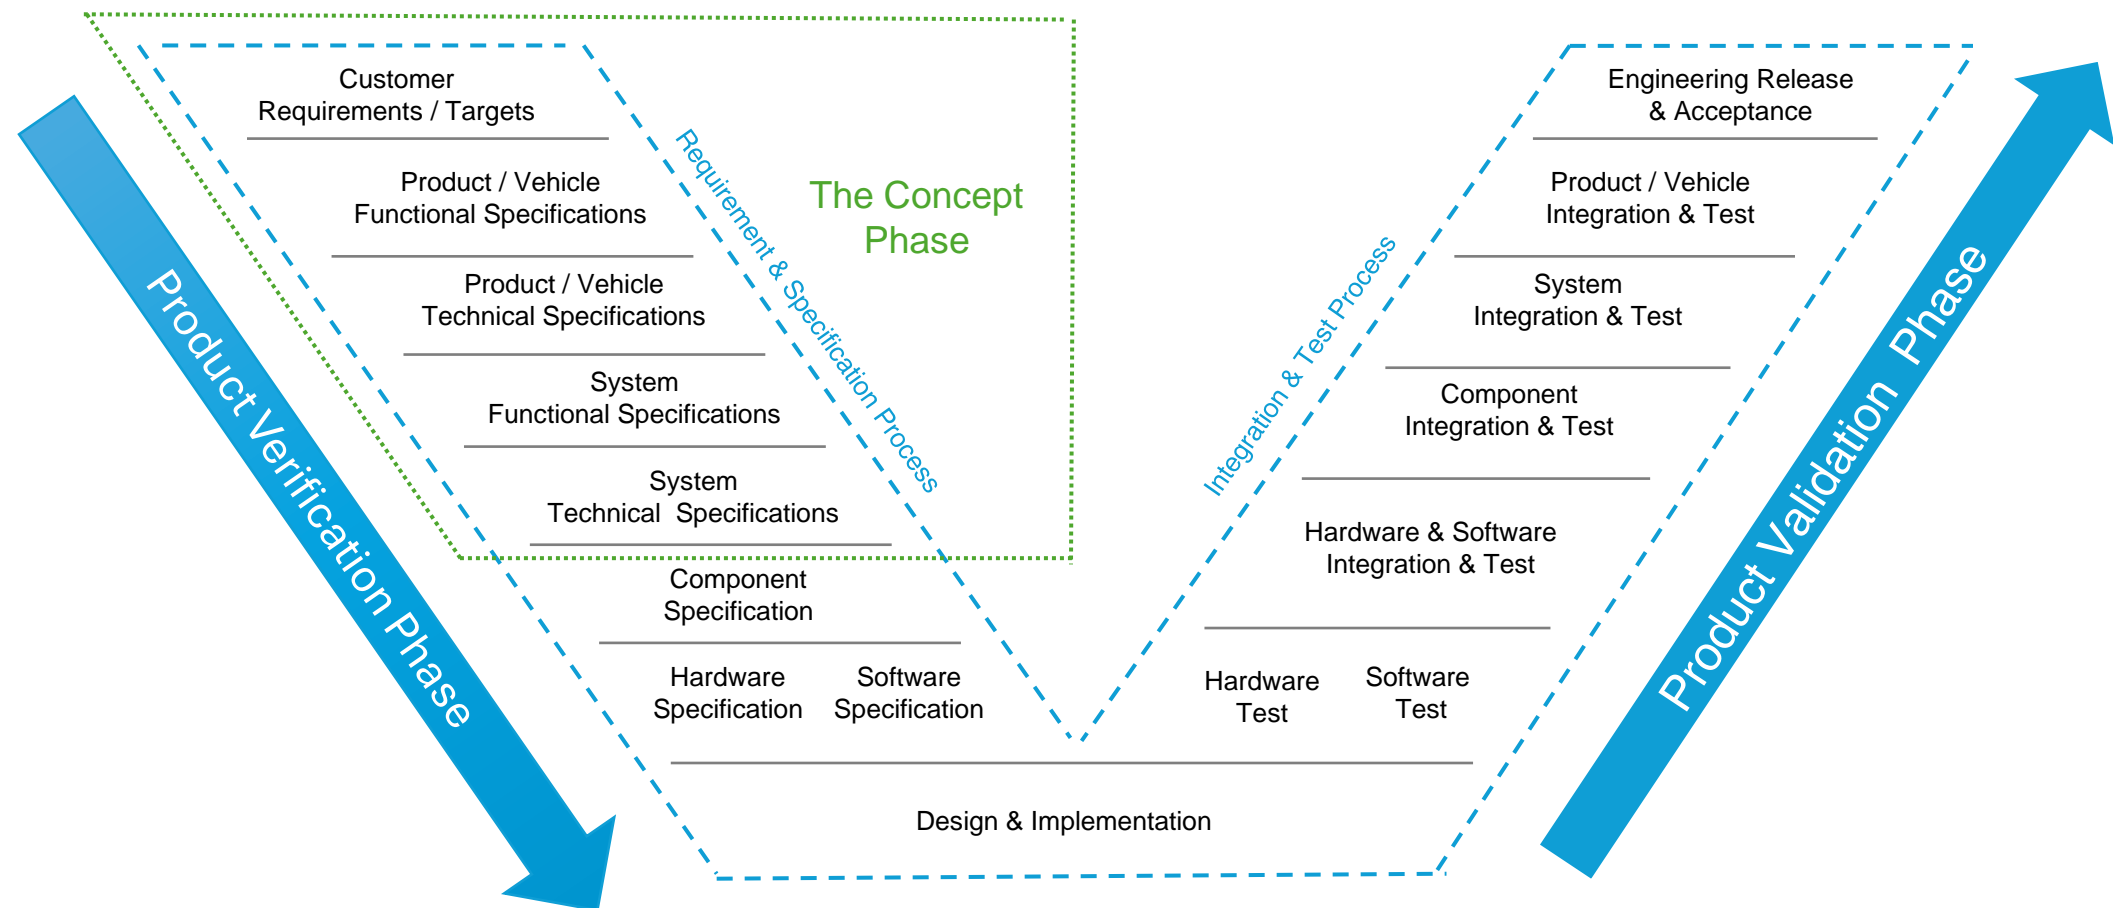 Customer
Requirements / Targets
Product / Vehicle
Functional Specifications
Product / Vehicle
Technical Specifications
System
Functional Specifications
System
Technical  Specifications
Component
Specification
Hardware
Specification
Software
Specification
Design & Implementation
Hardware
Test
Software
Test
Hardware & Software
Integration & Test
Component
Integration & Test
System
Integration & Test
Product / Vehicle
Integration & Test
Engineering Release
& Acceptance
The Concept
Phase
Requirement & Specification Process
Integration & Test Process
Product Verification Phase
Product Validation  Phase